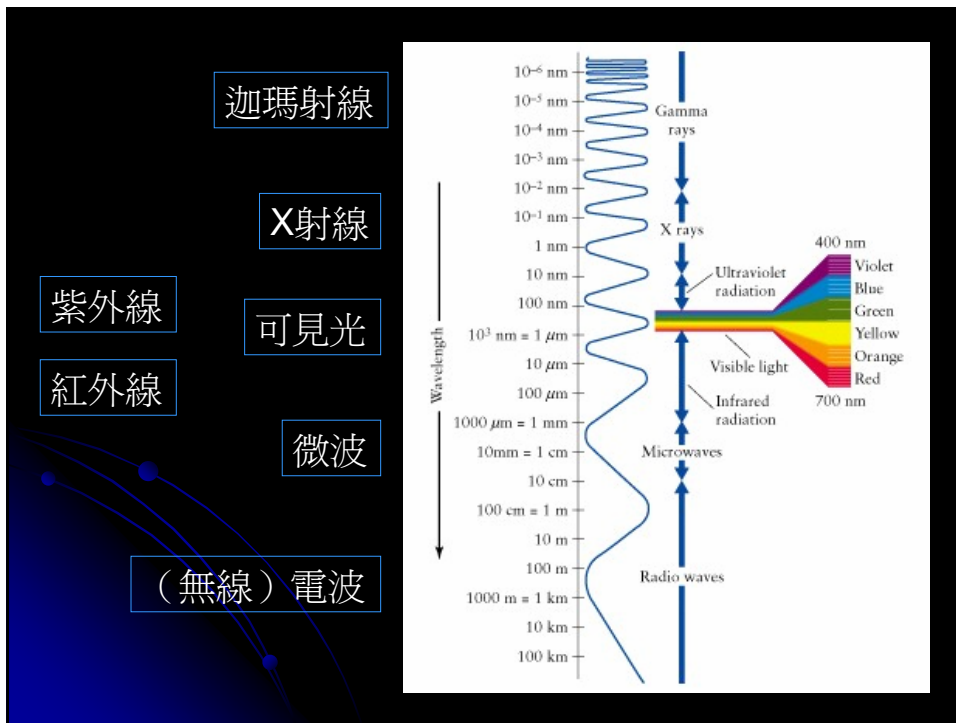 迦瑪射線
X射線
紫外線
可見光
紅外線
微波
（無線）電波
Wavelength
10⁻⁶ nm
10⁻⁵ nm
10⁻⁴ nm
10⁻³ nm
10⁻² nm
10⁻¹ nm
1 nm
10 nm
100 nm
10³ nm = 1 μm
10 μm
100 μm
1000 μm = 1 mm
10mm = 1 cm
10 cm
100 cm = 1 m
10 m
100 m
1000 m = 1 km
10 km
100 km
Gamma
rays
X rays
Ultraviolet
radiation
Visible light
Infrared
radiation
Microwaves
Radio waves
400 nm
Violet
Blue
Green
Yellow
Orange
Red
700 nm